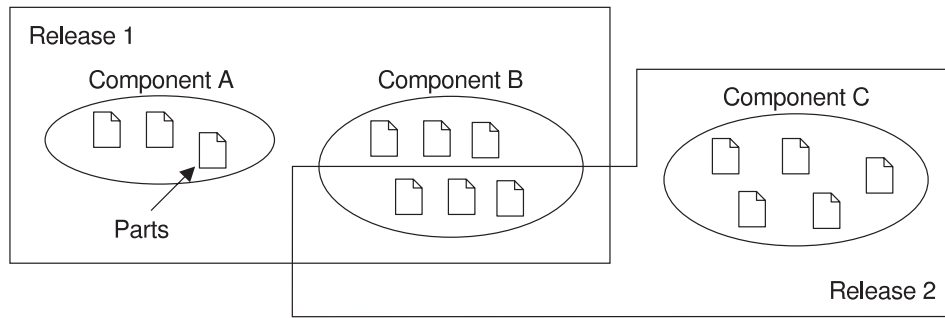 Release 1
Component A
Component B
Component C
Parts
Release 2